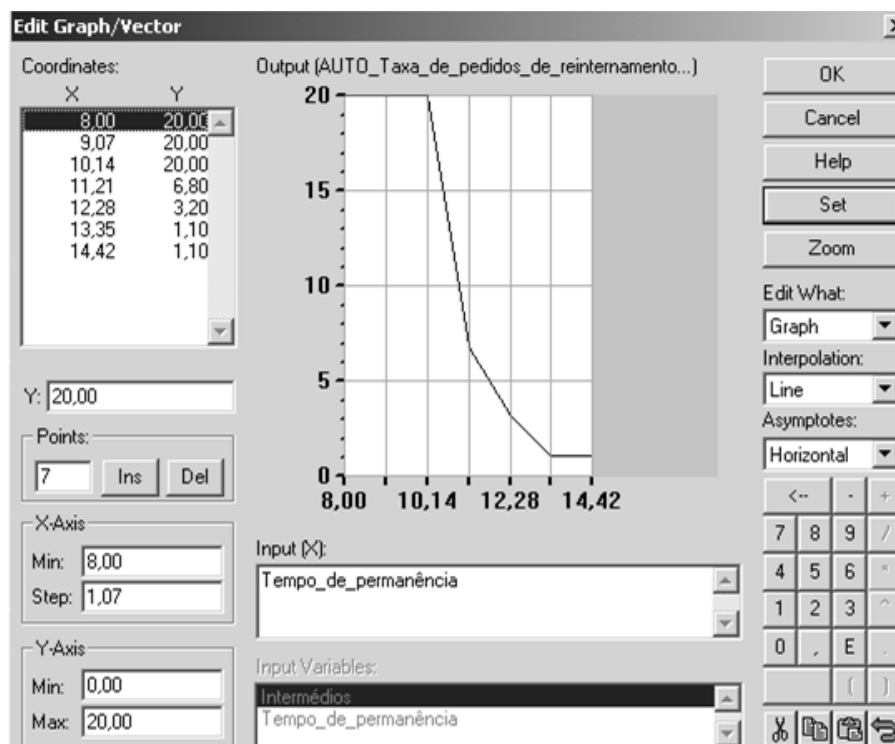 Edit Graph/Vector
Coordinates:
X Y
8,00 20,00
9,07 20,00
10,14 20,00
11,21 6,80
12,28 3,20
13,35 1,10
14,42 1,10
Y: 20,00
Points:
7 Ins Del
X-Axis
Min: 8,00
Step: 1,07
Y-Axis
Min: 0,00
Max: 20,00
Output (AUTO_Taxa_de_pedidos_de_reinternamento...)
20
15
10
5
0
8,00 10,14 12,28 14,42
Input (X):
Tempo_de_permanência
Input Variables:
Intermédios
Tempo_de_permanência
OK
Cancel
Help
Set
Zoom
Edit What:
Graph
Interpolation:
Line
Asymptotes:
Horizontal
<-- - +
7 8 9 /
4 5 6 *
1 2 3 ^
0 , E .
( )